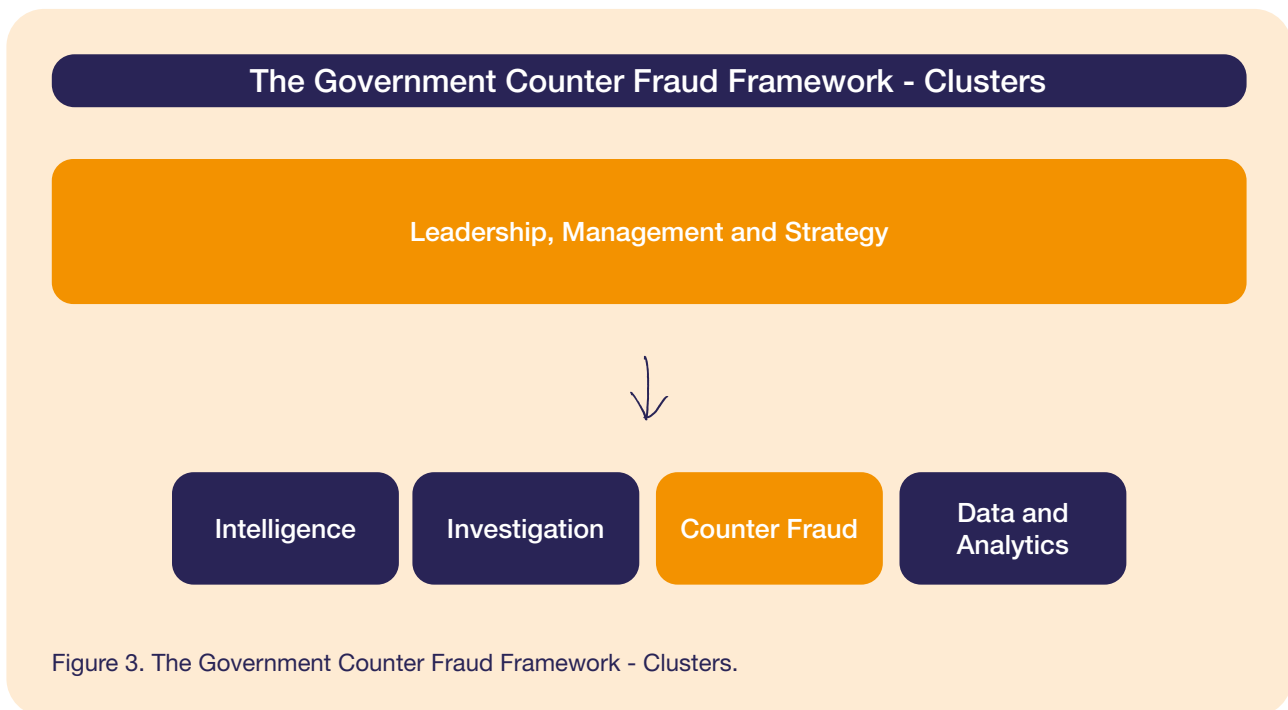 The Government Counter Fraud Framework - Clusters
Leadership, Management and Strategy
Intelligence
Investigation
Counter Fraud
Data and
Analytics
Figure 3. The Government Counter Fraud Framework - Clusters.